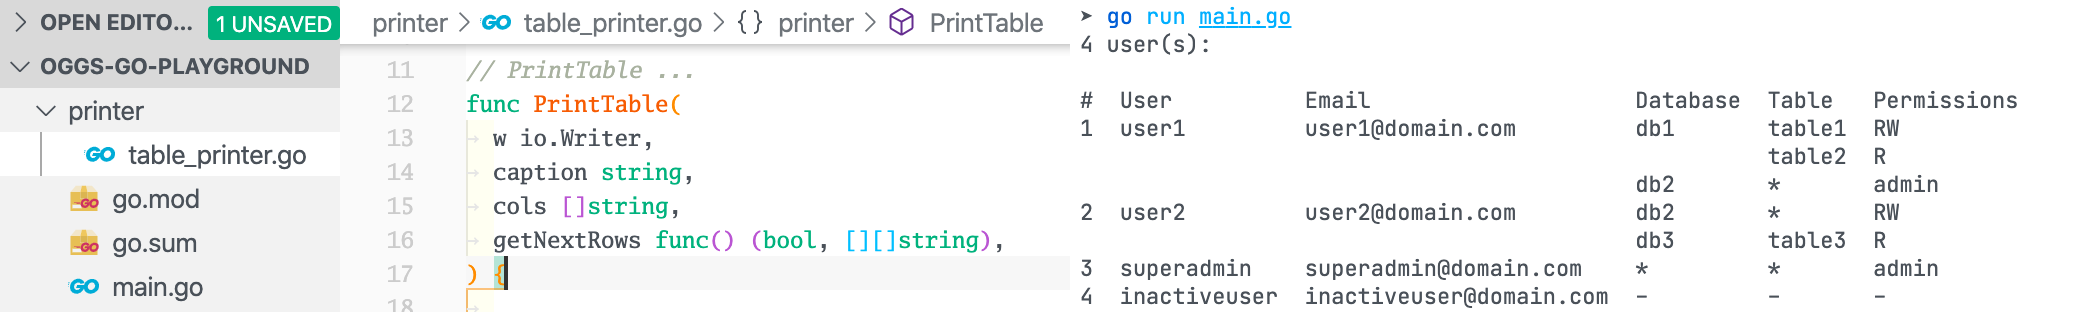 OPEN EDITO... 1 UNSAVED
OGGS-GO-PLAYGROUND
printer
GO table_printer.go
GO go.mod
GO go.sum
GO main.go
printer > GO table_printer.go > {} printer > PrintTable
11 // PrintTable ...
12 func PrintTable(
13 w io.Writer,
14 caption string,
15 cols []string,
16 getNextRows func() (bool, [][]string),
17 ) {
18
➤ go run main.go
4 user(s):
# User Email Database Table Permissions
1 user1 user1@domain.com db1 table1 RW
table2 R
db2 * admin
2 user2 user2@domain.com db2 * RW
db3 table3 R
3 superadmin superadmin@domain.com * * admin
4 inactiveuser inactiveuser@domain.com - - -